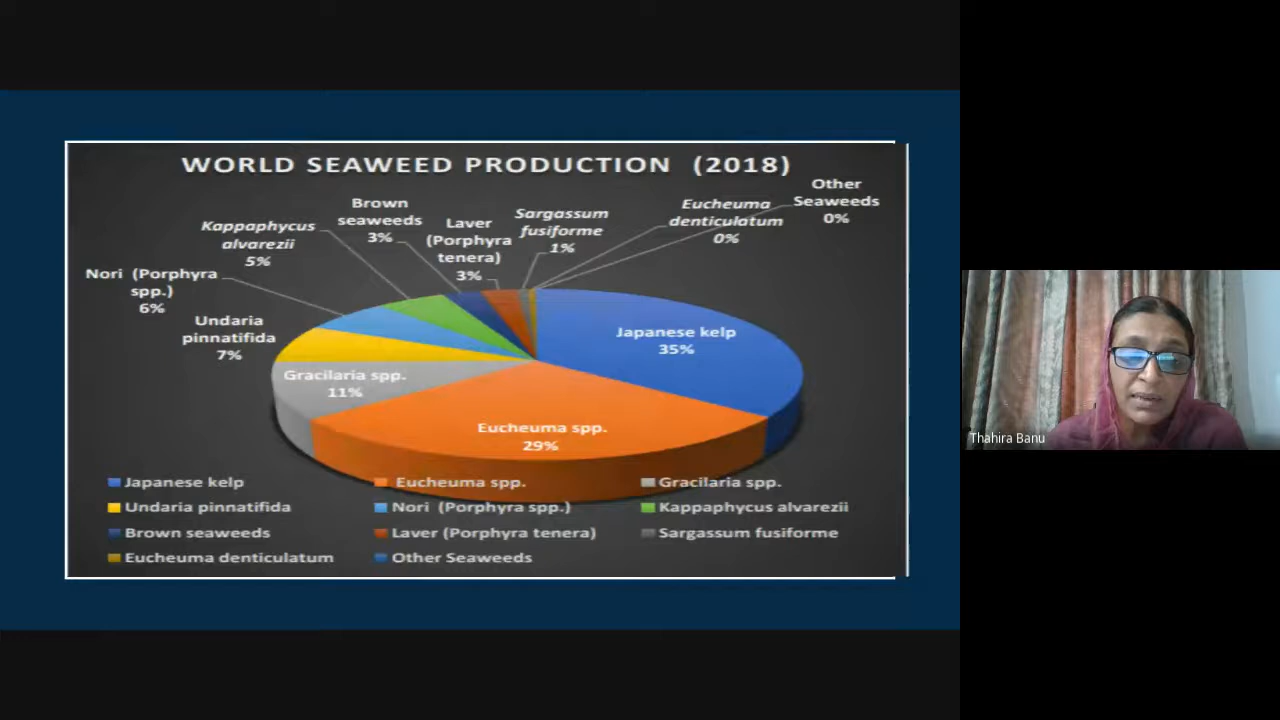 WORLD SEAWEED PRODUCTION (2018)
Other
Seaweeds
0%
Eucheuma
denticulatum
0%
Sargassum
fusiforme
1%
Laver
(Porphyra
tenera)
3%
Brown
seaweeds
3%
Kappaphycus
alvarezii
5%
Nori (Porphyra
spp.)
6%
Undaria
pinnatifida
7%
Gracilaria spp.
11%
Japanese kelp
35%
Eucheuma spp.
29%
Japanese kelp
Eucheuma spp.
Gracilaria spp.
Undaria pinnatifida
Nori (Porphyra spp.)
Kappaphycus alvarezii
Brown seaweeds
Laver (Porphyra tenera)
Sargassum fusiforme
Eucheuma denticulatum
Other Seaweeds
Thahira Banu